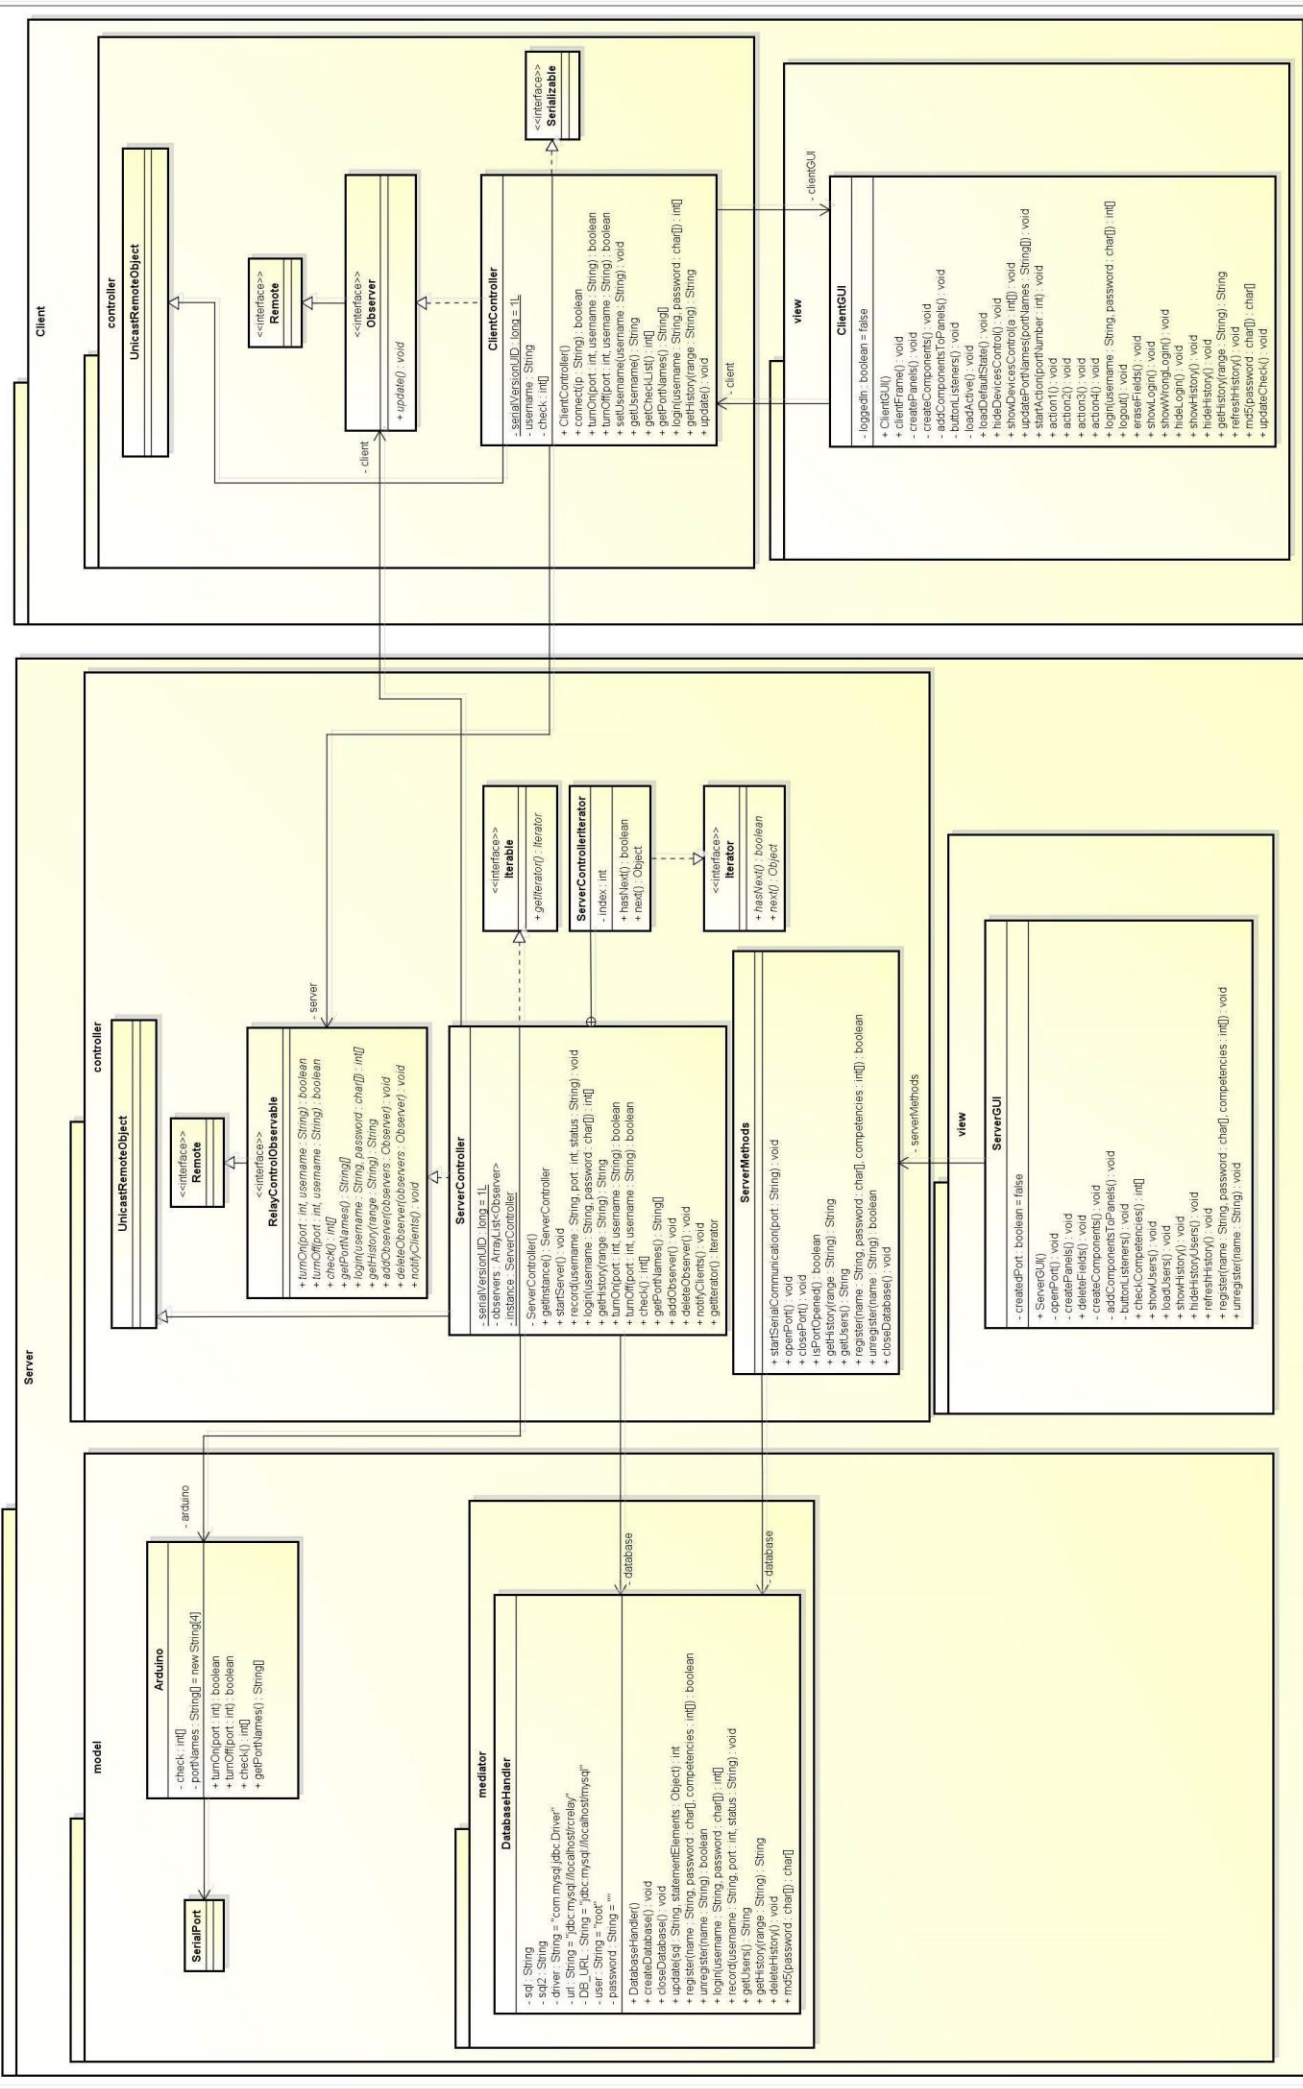 Server
model
SerialPort
Arduino
- check : int[]
- portNames : String[] = new String[4]
+ turnOn(port : int) : boolean
+ turnOff(port : int) : boolean
+ check() : int[]
+ getPortNames() : String[]
- arduino
mediator
DatabaseHandler
- sql : String
- sql2 : String
- driver : String = "com.mysql.jdbc.Driver"
- url : String = "jdbc:mysql://localhost/rcrelay"
- DB_URL : String = "jdbc:mysql://localhost/mysql"
- user : String = "root"
- password : String = ""
+ DatabaseHandler()
+ createDatabase() : void
+ closeDatabase() : void
+ update(sql : String, statementElements : Object) : int
+ register(name : String, password : char[], competencies : int[]) : boolean
+ unregister(name : String) : boolean
+ login(username : String, password : char[]) : int[]
+ record(username : String, port : int, status : String) : void
+ getUsers() : String
+ getHistory(range : String) : String
+ deleteHistory() : void
+ md5(password : char[]) : char[]
- database
- database
controller
UnicastRemoteObject
<<interface>>
Remote
<<interface>>
RelayControlObservable
+ turnOn(port : int, username : String) : boolean
+ turnOff(port : int, username : String) : boolean
+ check() : int[]
+ getPortNames() : String[]
+ login(username : String, password : char[]) : int[]
+ getHistory(range : String) : String
+ addObserver(observers : Observer) : void
+ deleteObserver(observers : Observer) : void
+ notifyClients() : void
- server
ServerController
- serialVersionUID : long = 1L
- observers : ArrayList<Observer>
- instance : ServerController
- ServerController()
+ getInstance() : ServerController
+ startServer() : void
+ record(username : String, port : int, status : String) : void
+ login(username : String, password : char[]) : int[]
+ getHistory(range : String) : String
+ turnOn(port : int, username : String) : boolean
+ turnOff(port : int, username : String) : boolean
+ check() : int[]
+ getPortNames() : String[]
+ addObserver() : void
+ deleteObserver() : void
+ notifyClients() : void
+ getIterator() : Iterator
<<interface>>
Iterable
+ getIterator() : Iterator
ServerControllerIterator
- index : int
+ hasNext() : boolean
+ next() : Object
<<interface>>
Iterator
+ hasNext() : boolean
+ next() : Object
ServerMethods
+ startSerialCommunication(port : String) : void
+ openPort() : void
+ closePort() : void
+ isPortOpened() : boolean
+ getHistory(range : String) : String
+ getUsers() : String
+ register(name : String, password : char[], competencies : int[]) : boolean
+ unregister(name : String) : boolean
+ closeDatabase() : void
- serverMethods
view
ServerGUI
- createdPort : boolean = false
+ ServerGUI()
- openPort() : void
- createPanels() : void
- deleteFields() : void
- createComponents() : void
- addComponentsToPanels() : void
- buttonListeners() : void
+ checkCompetencies() : int[]
+ showUsers() : void
+ loadUsers() : void
+ showHistory() : void
+ hideHistoryUsers() : void
+ refreshHistory() : void
+ register(name : String, password : char[], competencies : int[]) : void
+ unregister(name : String) : void
Client
controller
UnicastRemoteObject
<<interface>>
Remote
<<interface>>
Observer
+ update() : void
- client
<<interface>>
Serializable
ClientController
- serialVersionUID : long = 1L
- username : String
- check : int[]
+ ClientController()
+ connect(ip : String) : boolean
+ turnOn(port : int, username : String) : boolean
+ turnOff(port : int, username : String) : boolean
+ setUsername(username : String) : void
+ getUsername() : String
+ getCheckList() : int[]
+ getPortNames() : String[]
+ login(username : String, password : char[]) : int[]
+ getHistory(range : String) : String
+ update() : void
- client
- clientGUI
view
ClientGUI
- loggedIn : boolean = false
+ ClientGUI()
+ clientFrame() : void
- createPanels() : void
- createComponents() : void
- addComponentsToPanels() : void
- buttonListeners() : void
- loadActive() : void
+ loadDefaultState() : void
+ hideDevicesControl() : void
+ showDevicesControl(a : int[]) : void
+ updatePortNames(portNames : String[]) : void
+ startAction(portNumber : int) : void
+ action1() : void
+ action2() : void
+ action3() : void
+ action4() : void
+ login(username : String, password : char[]) : int[]
+ logout() : void
+ eraseFields() : void
+ showLogin() : void
+ showWrongLogin() : void
+ hideLogin() : void
+ showHistory() : void
+ hideHistory() : void
+ getHistory(range : String) : String
+ refreshHistory() : void
+ md5(password : char[]) : char[]
+ updateCheck() : void